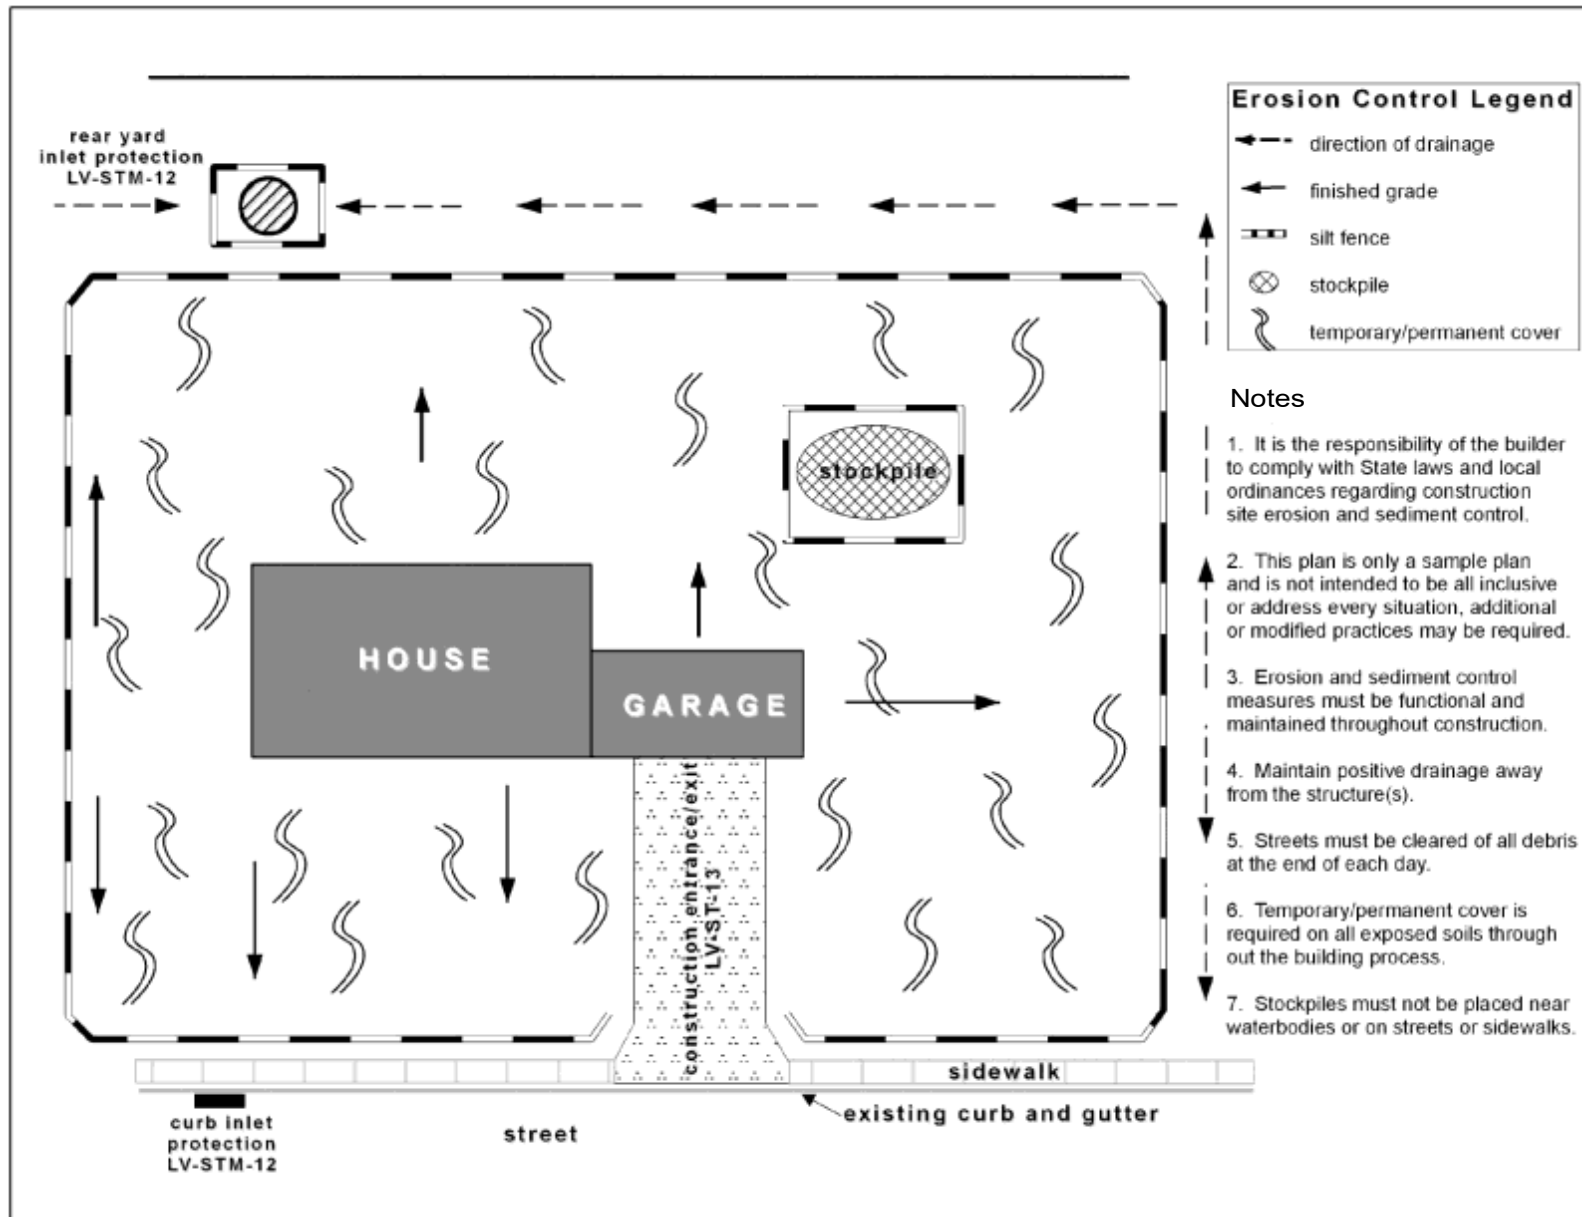 rear yard
inlet protection
LV-STM-12
Erosion Control Legend
direction of drainage
finished grade
silt fence
stockpile
temporary/permanent cover
Notes
1. It is the responsibility of the builder
to comply with State laws and local
ordinances regarding construction
site erosion and sediment control.
2. This plan is only a sample plan
and is not intended to be all inclusive
or address every situation, additional
or modified practices may be required.
3. Erosion and sediment control
measures must be functional and
maintained throughout construction.
4. Maintain positive drainage away
from the structure(s).
5. Streets must be cleared of all debris
at the end of each day.
6. Temporary/permanent cover is
required on all exposed soils through
out the building process.
7. Stockpiles must not be placed near
waterbodies or on streets or sidewalks.
stockpile
HOUSE
GARAGE
construction entrance/exit
LV-ST-13
sidewalk
existing curb and gutter
street
curb inlet
protection
LV-STM-12